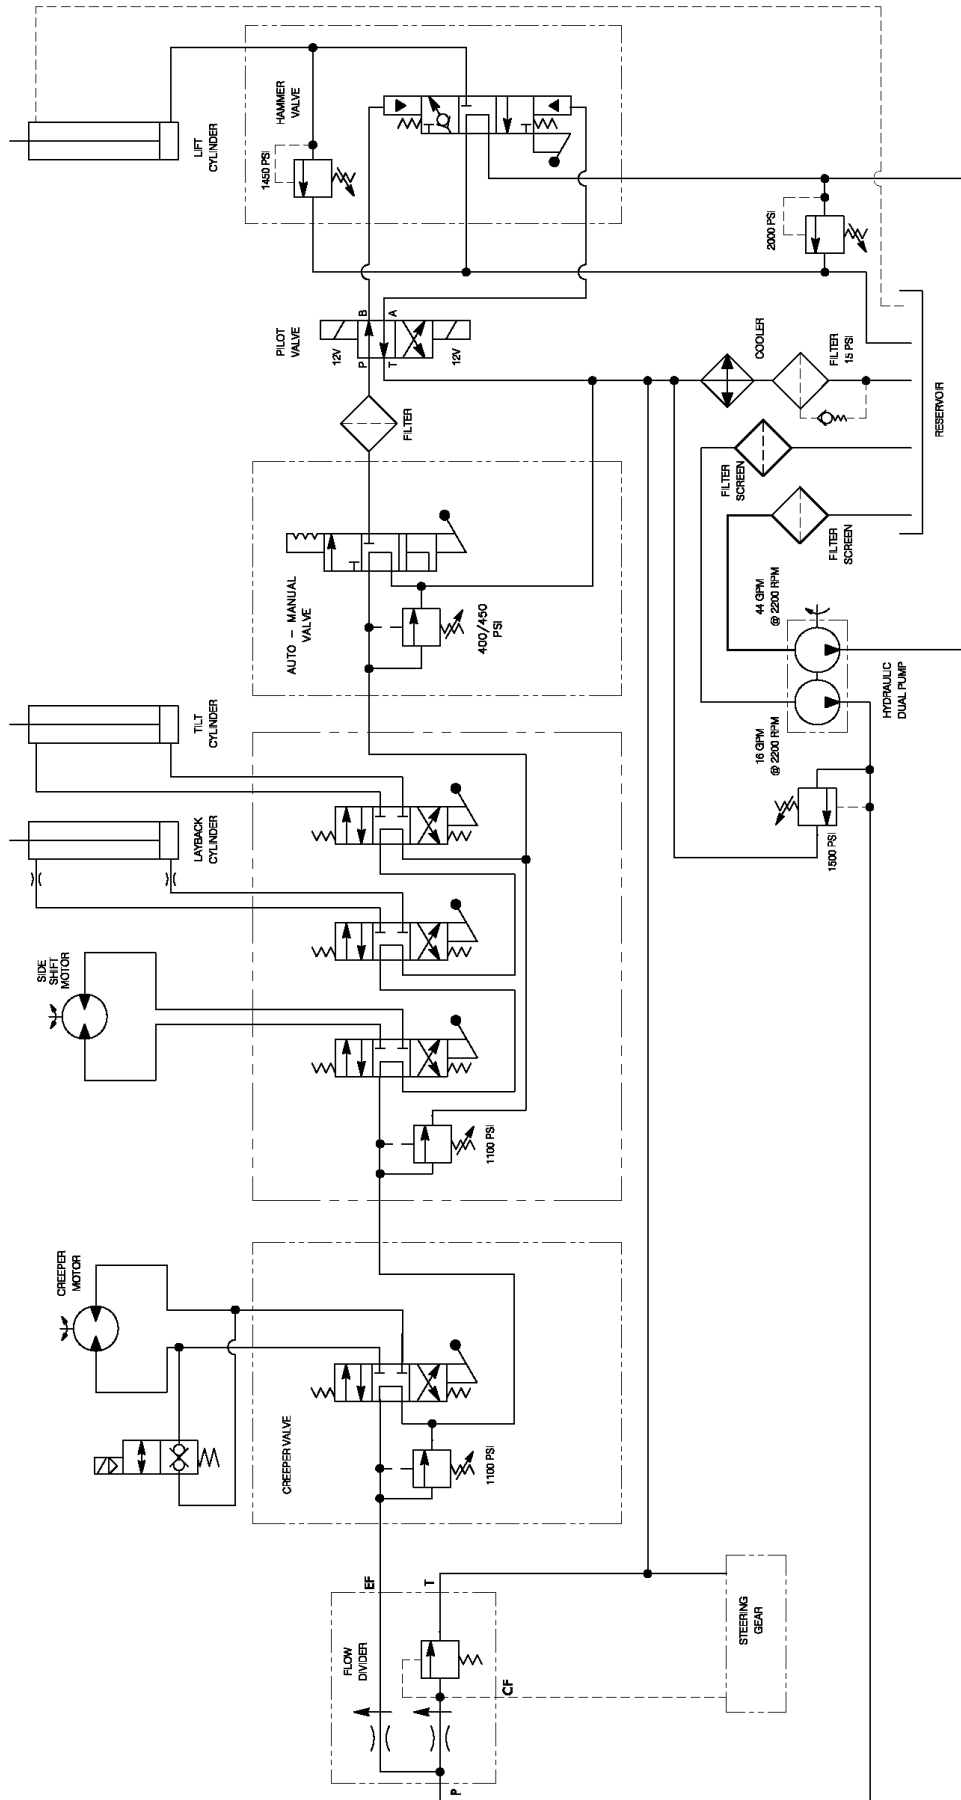 LIFT
CYLINDER
HAMMER
VALVE
1450 PSI
2000 PSI
PILOT
VALVE
12V
12V
P
T
B
A
FILTER
COOLER
FILTER
15 PSI
FILTER
SCREEN
FILTER
SCREEN
RESERVOIR
AUTO - MANUAL
VALVE
400/450
PSI
44 GPM
@ 2200 RPM
16 GPM
@ 2200 RPM
HYDRAULIC
DUAL PUMP
1500 PSI
TILT
CYLINDER
LAYBACK
CYLINDER
SIDE
SHIFT
MOTOR
1100 PSI
CREEPER
MOTOR
CREEPER VALVE
1100 PSI
FLOW
DIVIDER
EF
T
CF
P
STEERING
GEAR